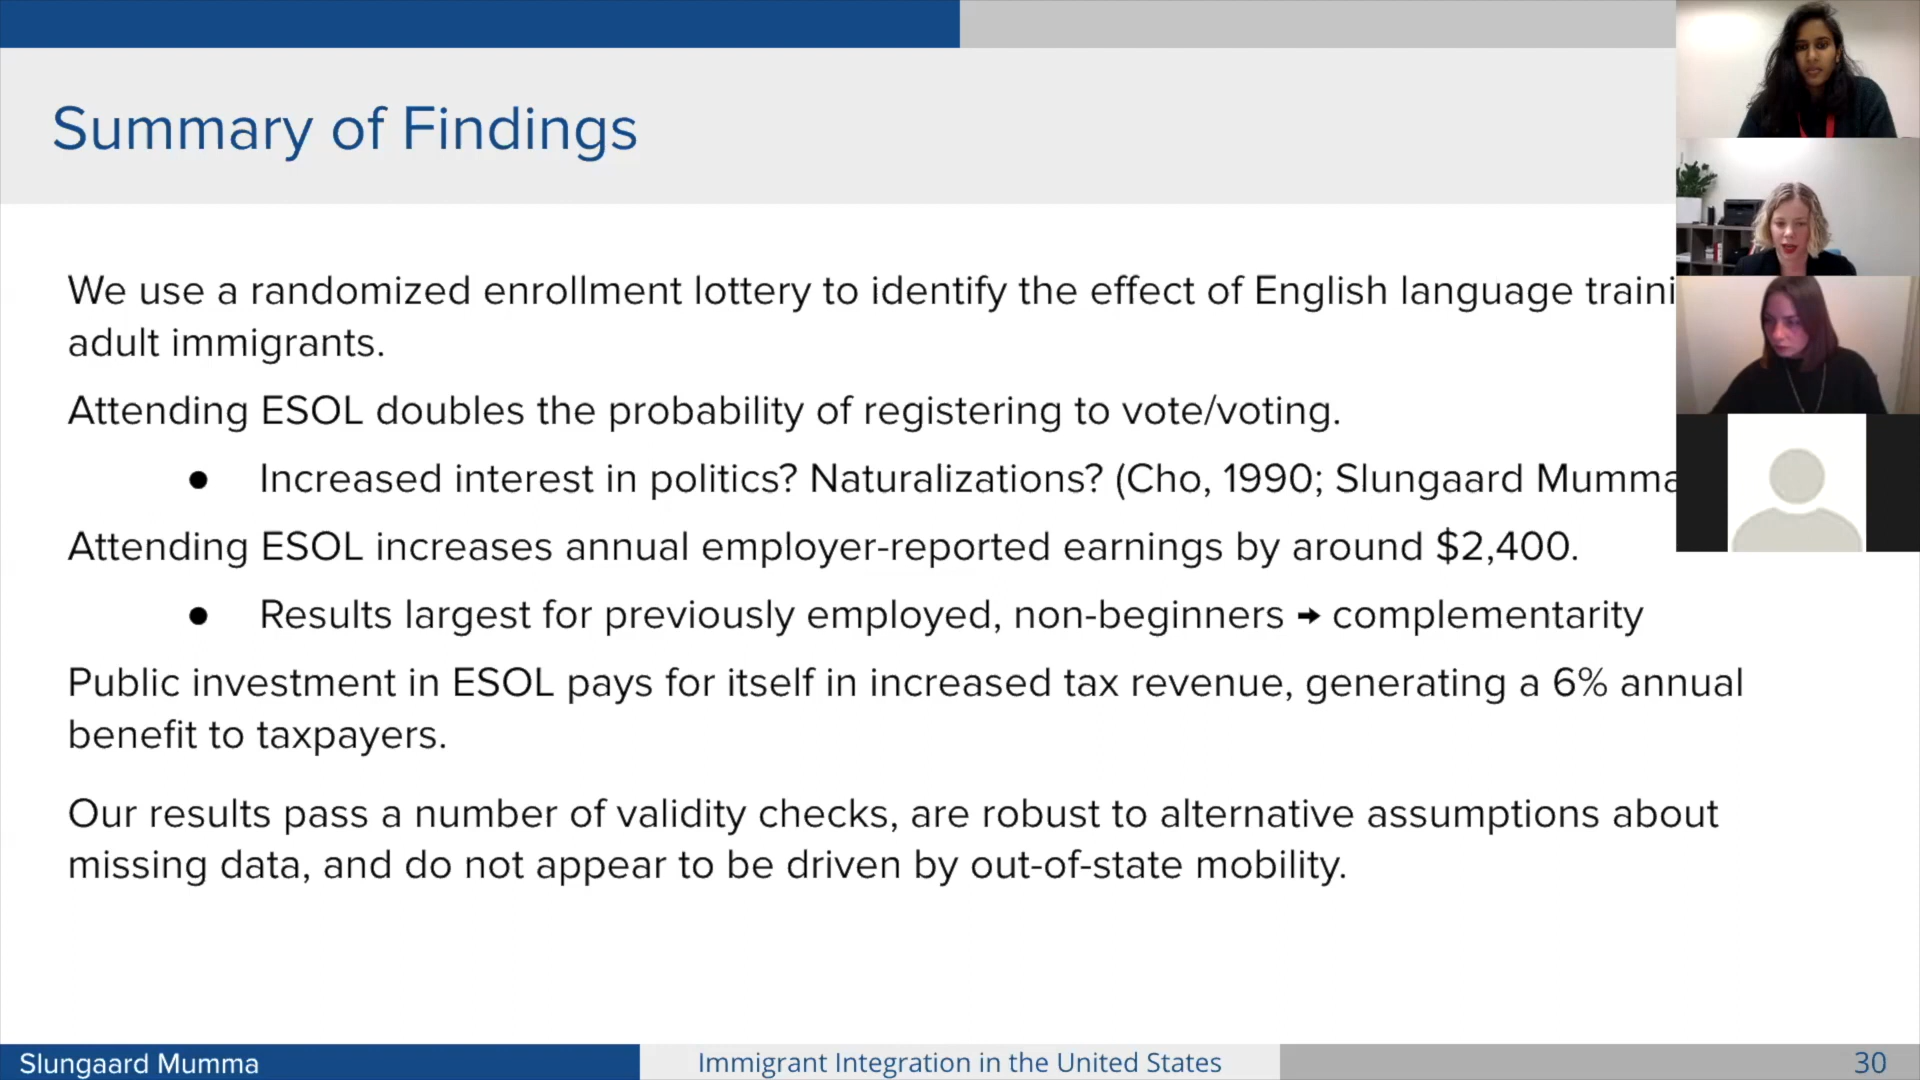 Summary of Findings
We use a randomized enrollment lottery to identify the effect of English language
adult immigrants.
Attending ESOL doubles the probability of registering to vote/voting.
● Increased interest in politics? Naturalizations? (Cho, 1990; Slungaard Mumma
Attending ESOL increases annual employer-reported earnings by around $2,400.
● Results largest for previously employed, non-beginners → complementarity
Public investment in ESOL pays for itself in increased tax revenue, generating a 6% annual
benefit to taxpayers.
Our results pass a number of validity checks, are robust to alternative assumptions about
missing data, and do not appear to be driven by out-of-state mobility.
Slungaard Mumma
Immigrant Integration in the United States
30